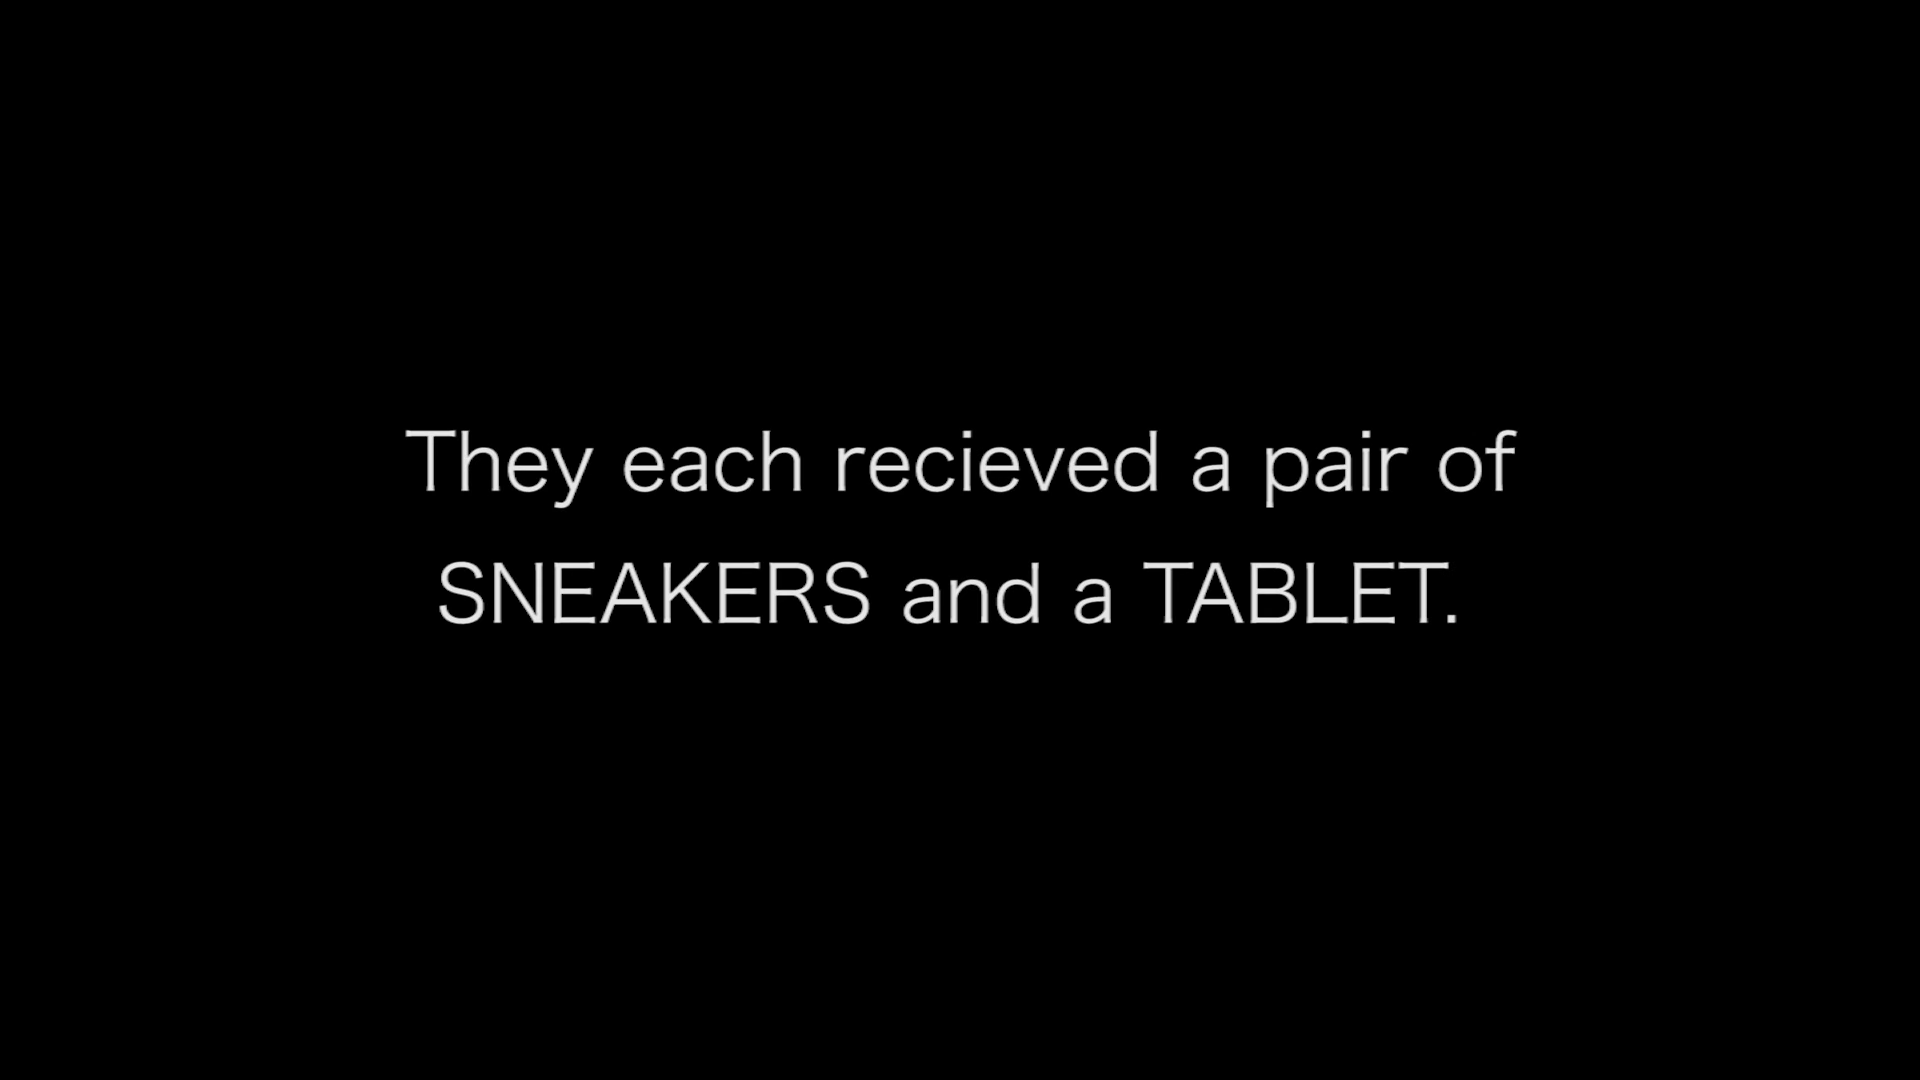 They each recieved a pair of
SNEAKERS and a TABLET.